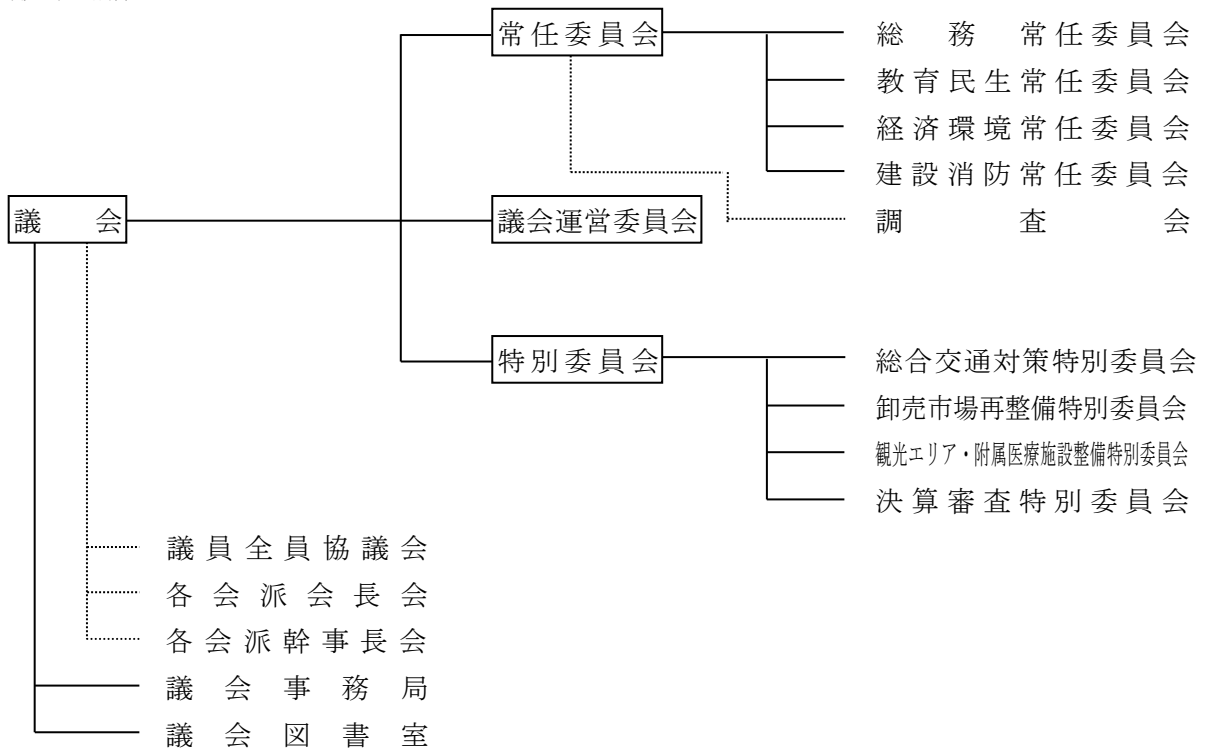 常任委員会
総務常任委員会
教育民生常任委員会
経済環境常任委員会
建設消防常任委員会
議会
議会運営委員会
調査会
特別委員会
総合交通対策特別委員会
卸売市場再整備特別委員会
観光エリア・附属医療施設整備特別委員会
決算審査特別委員会
議員全員協議会
各会派会長会
各会派幹事長会
議会事務局
議会図書室